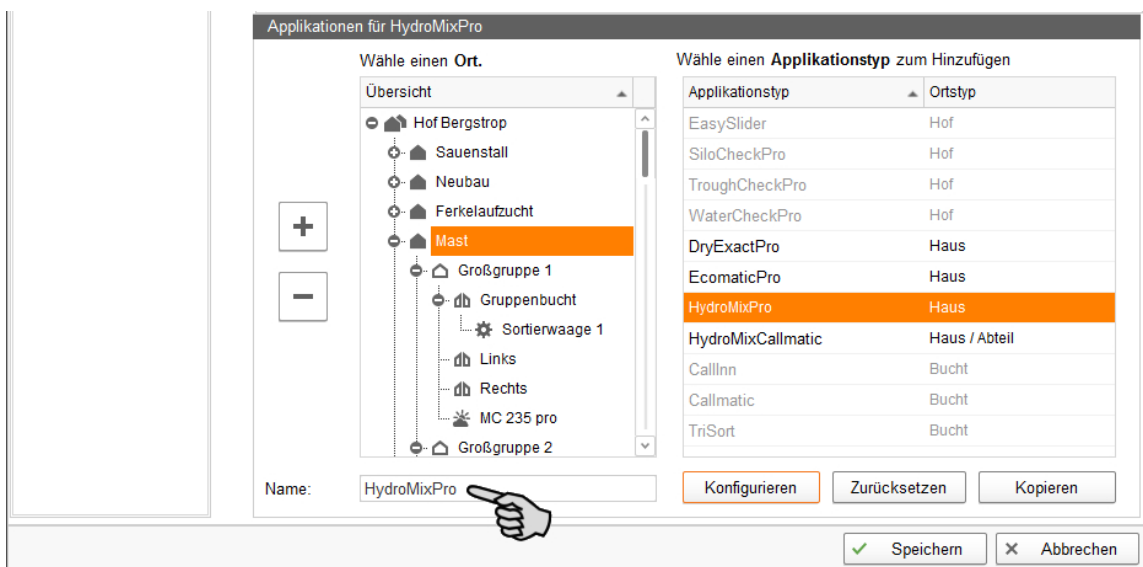 Applikationen für HydroMixPro
Wähle einen Ort.
Wähle einen Applikationstyp zum Hinzufügen
Übersicht
Hof Bergstrop
Sauenstall
Neubau
Ferkelaufzucht
Mast
Großgruppe 1
Gruppenbucht
Sortierwaage 1
Links
Rechts
MC 235 pro
Großgruppe 2
Applikationstyp Ortstyp
EasySlider Hof
SiloCheckPro Hof
TroughCheckPro Hof
WaterCheckPro Hof
DryExactPro Haus
EcomaticPro Haus
HydroMixPro Haus
HydroMixCallmatic Haus / Abteil
CallInn Bucht
Callmatic Bucht
TriSort Bucht
Name: HydroMixPro
Konfigurieren Zurücksetzen Kopieren
Speichern Abbrechen